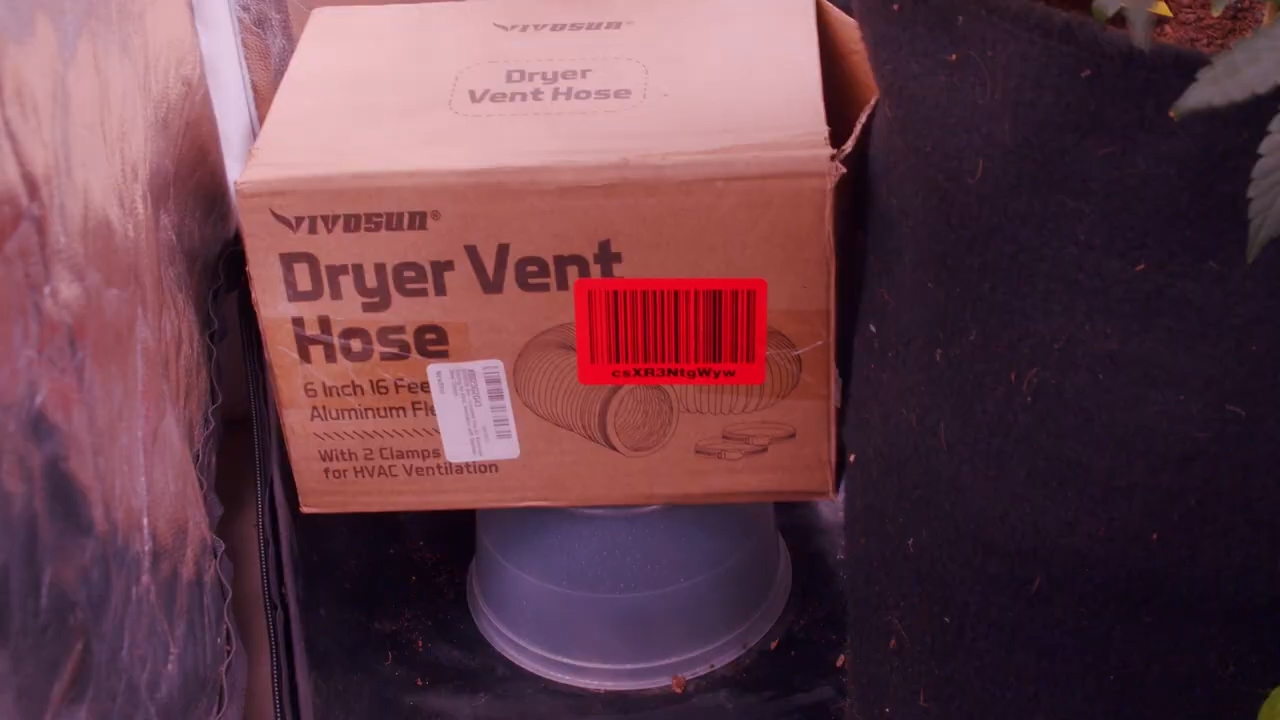 VIVOSUN®
Dryer
Vent Hose
VIVOSUN®
Dryer Vent
Hose
csXR3NtgWyw
6 Inch 16 Fee
Aluminum Fle
With 2 Clamps
for HVAC Ventilation